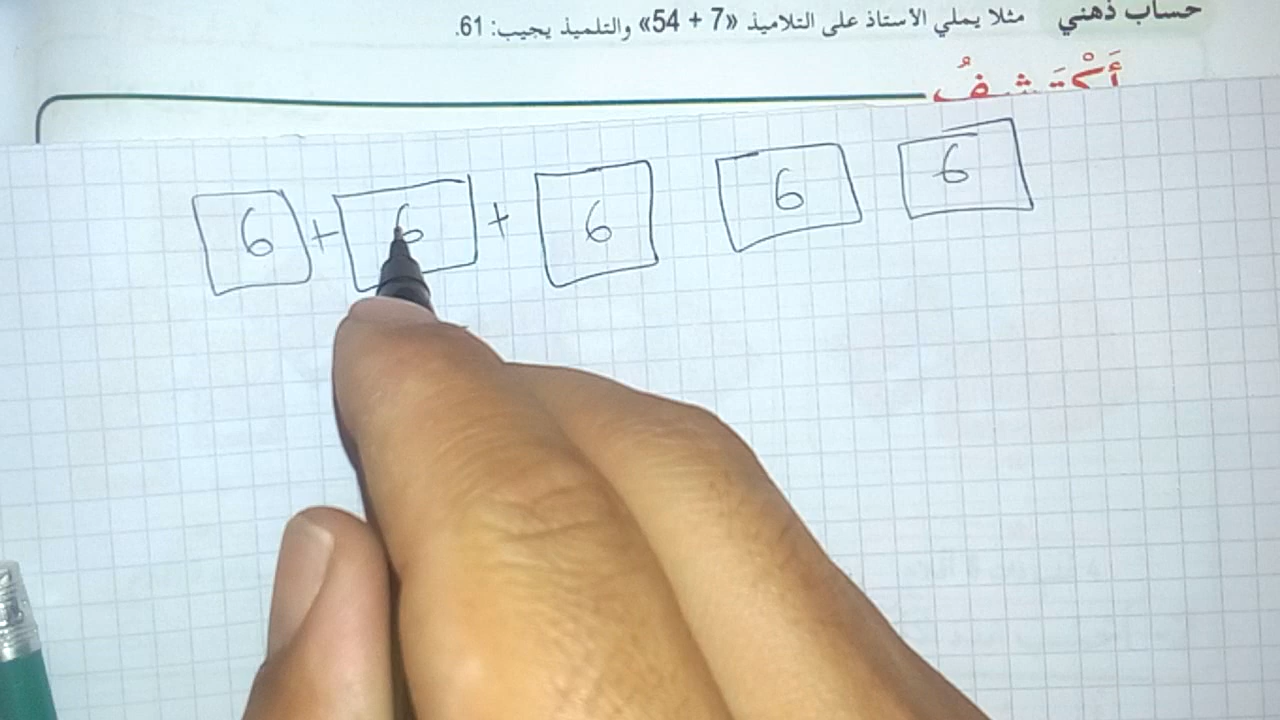 حساب ذهني مثلا يملي الأستاذ على التلاميذ «7 + 54» والتلميذ يجيب: 61.
أَكْتَشِفُ
6 + 6 + 6 6 6